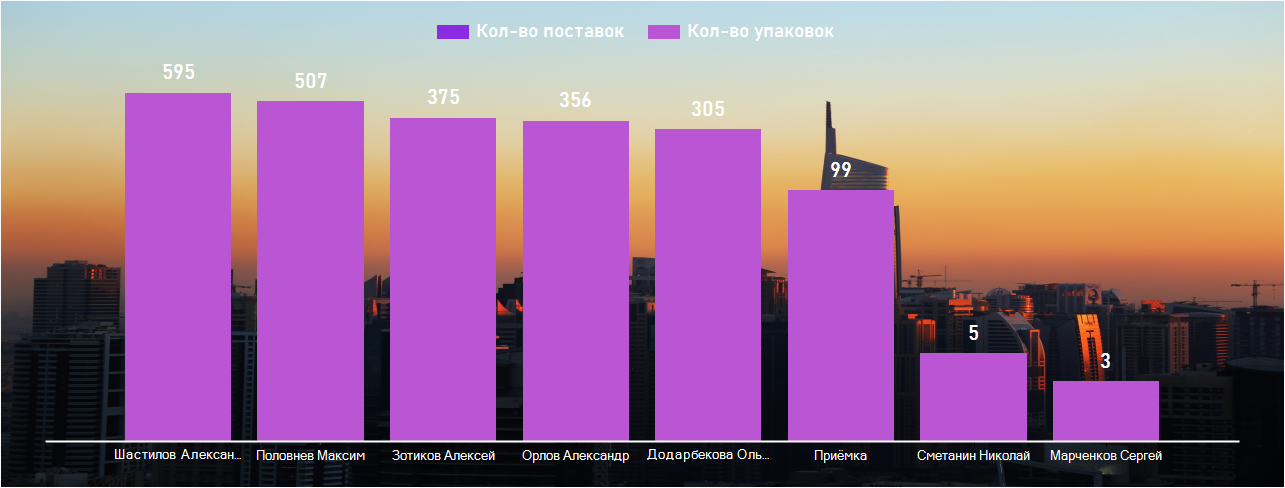 Кол-во поставок Кол-во упаковок
595 507 375 356 305 99 5 3
Шастилов Алексан... Половнев Максим Зотиков Алексей Орлов Александр Додарбекова Оль... Приёмка Сметанин Николай Марченков Сергей